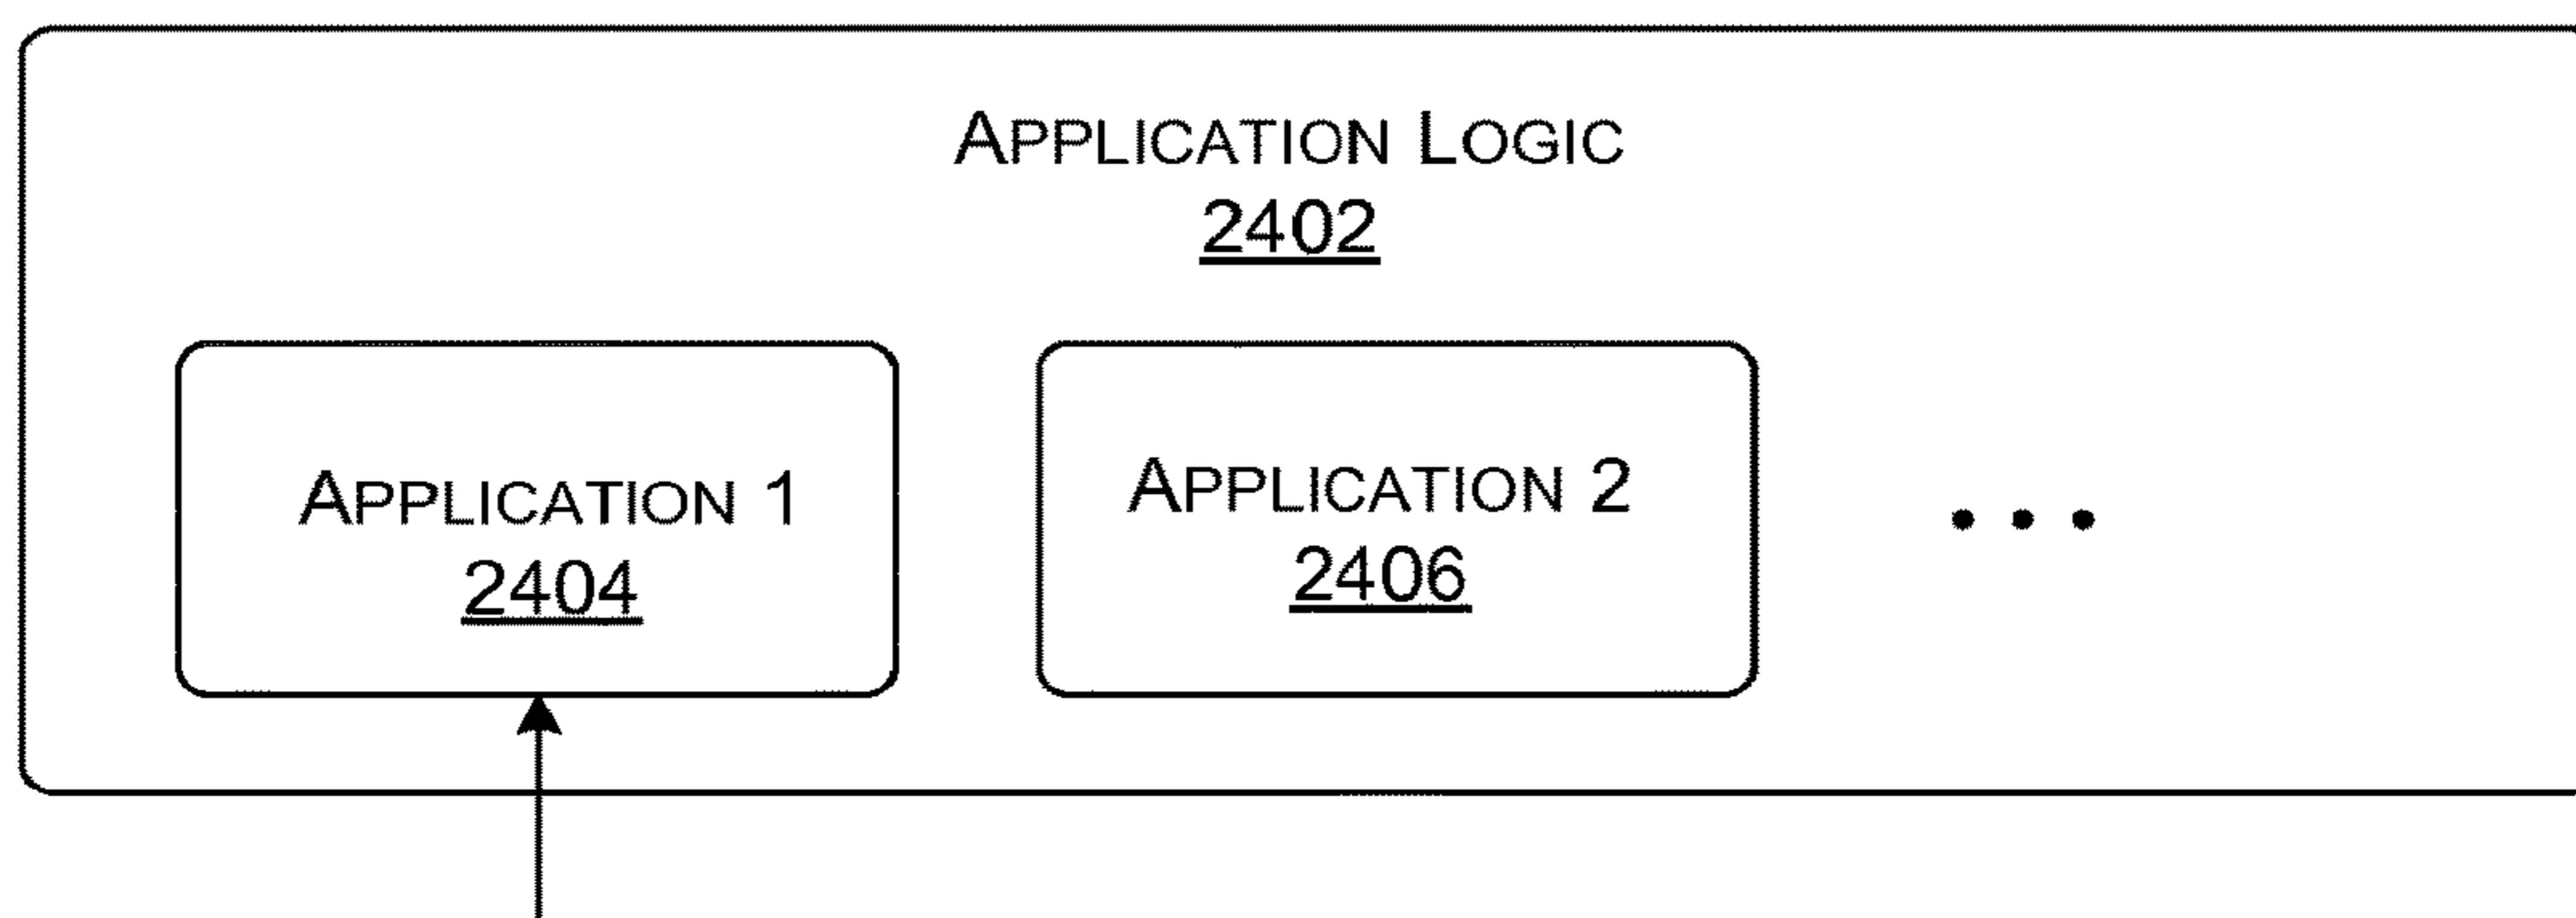 APPLICATION LOGIC
2402
APPLICATION 1
2404
APPLICATION 2
2406
• • •